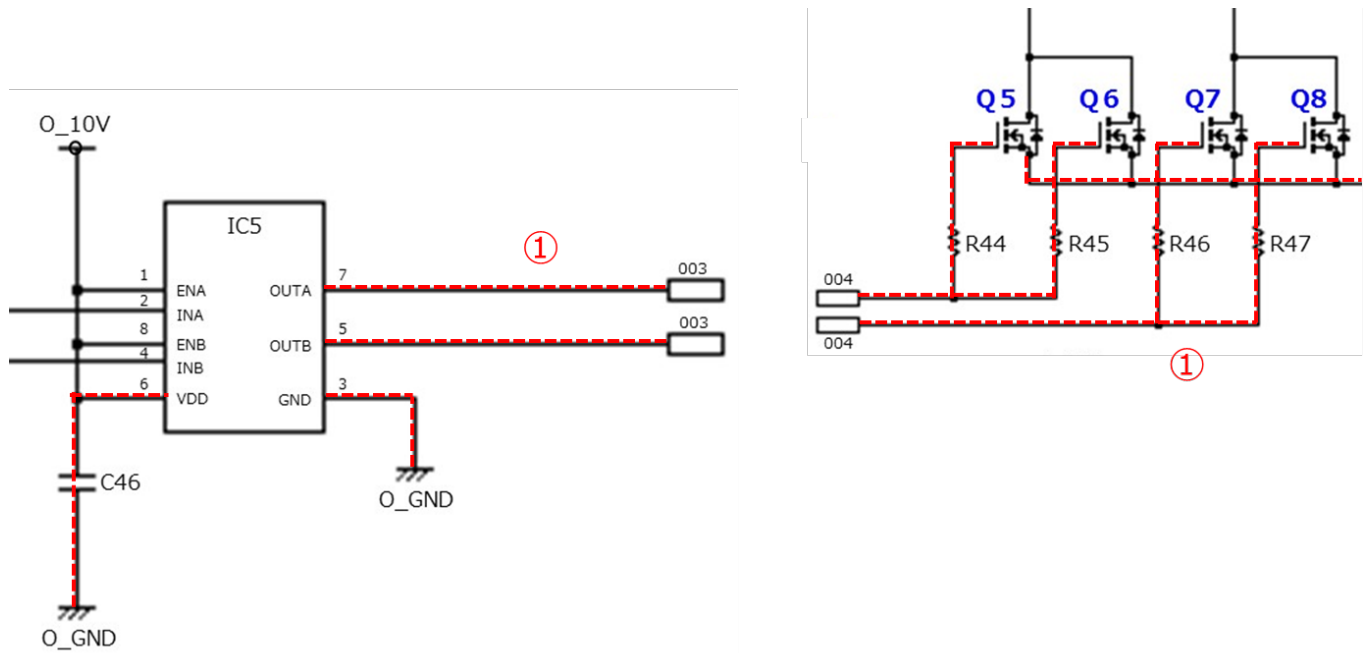 O_10V
IC5
①
1
ENA
OUTA
7
003
2
INA
8
ENB
OUTB
5
003
4
INB
6
VDD
GND
3
C46
O_GND
O_GND
Q5
Q6
Q7
Q8
R44
R45
R46
R47
004
004
①